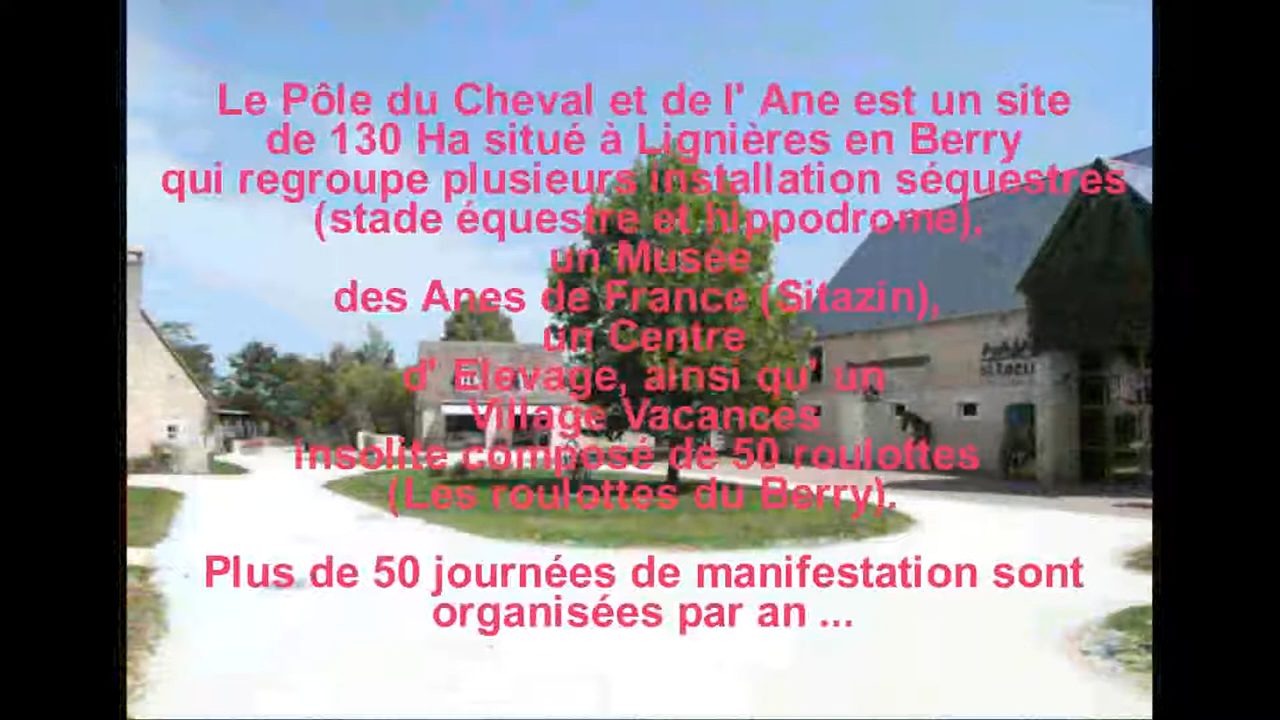 Le Pôle du Cheval et de l' Ane est un site
de 130 Ha situé à Lignières en Berry
qui regroupe plusieurs installation séquestres
(stade équestre et hippodrome),
un Musée
des Anes de France (Sitazin),
un Centre
d' Elevage, ainsi qu' un
Village Vacances
insolite composé de 50 roulottes
(Les roulottes du Berry).
Plus de 50 journées de manifestation sont
organisées par an ...